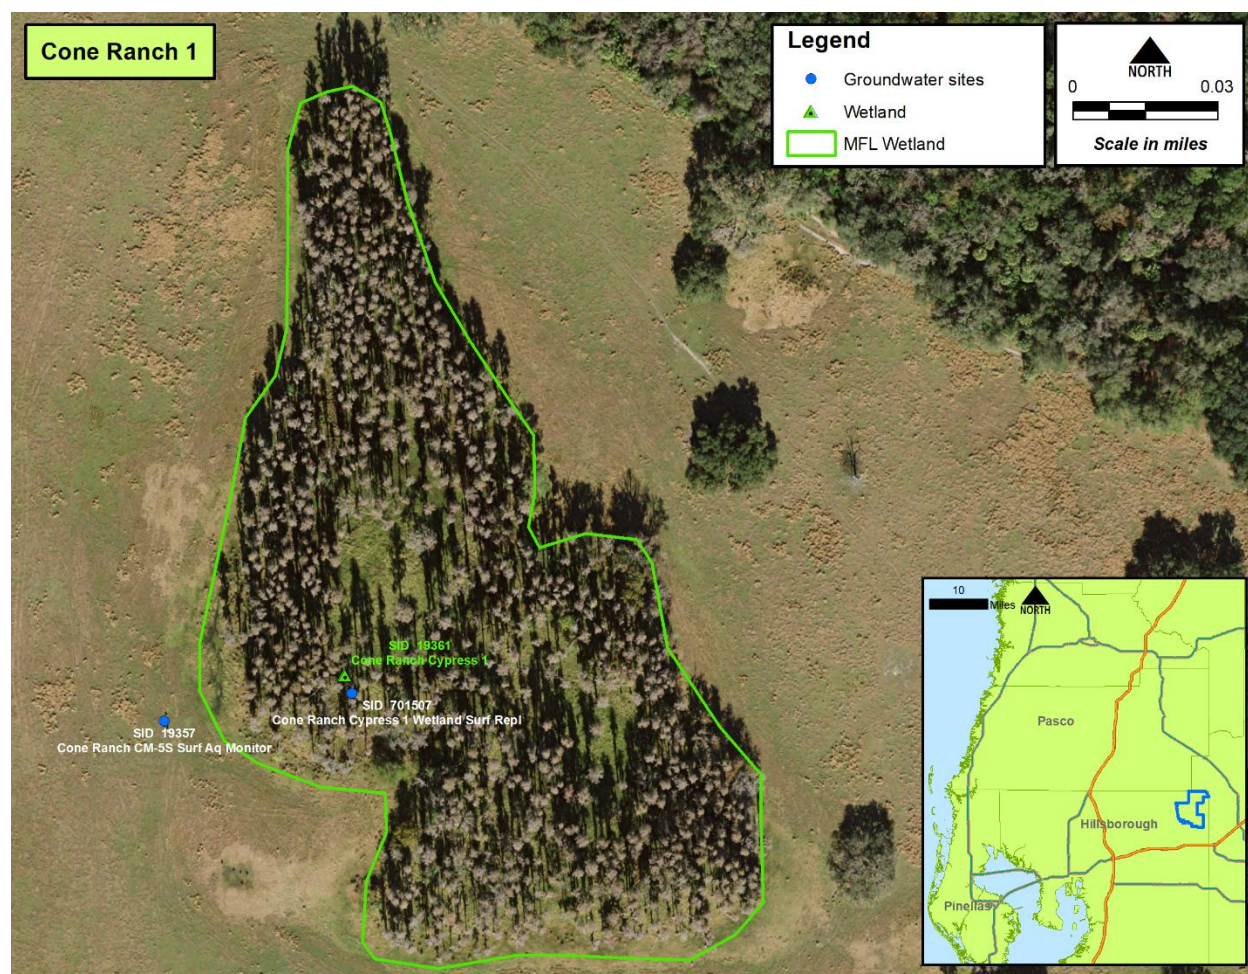 Cone Ranch 1
Legend
Groundwater sites
Wetland
MFL Wetland
NORTH
0 0.03
Scale in miles
SID 19361
Cone Ranch Cypress 1
SID 701507
Cone Ranch Cypress 1 Wetland Surf Repl
SID 19357
Cone Ranch CM-5S Surf Aq Monitor
10
Miles
NORTH
Pasco
Hillsborough
Pinellas